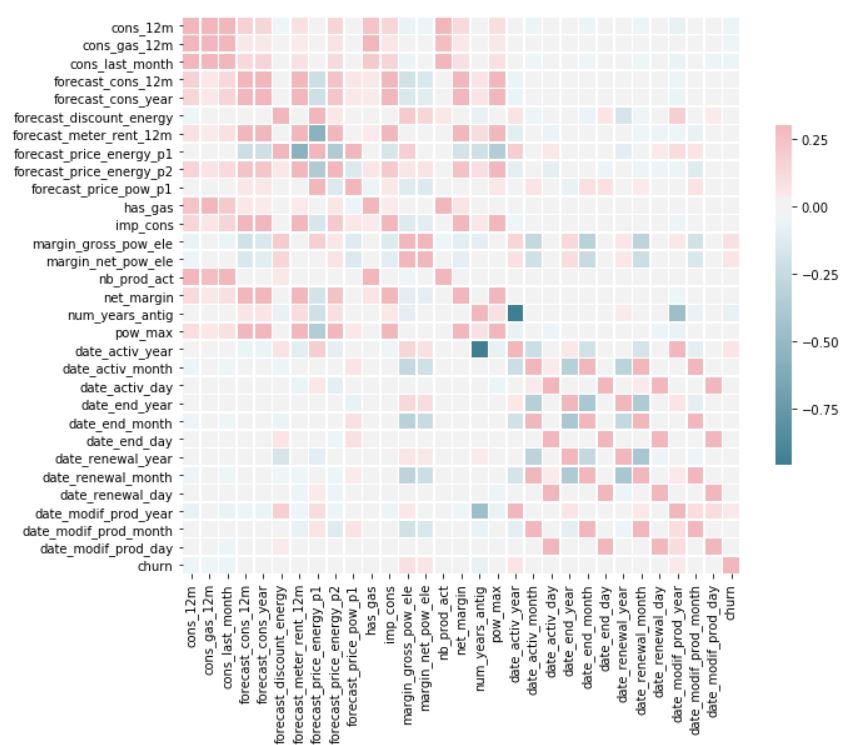 cons_12m
cons_gas_12m
cons_last_month
forecast_cons_12m
forecast_cons_year
forecast_discount_energy
forecast_meter_rent_12m
forecast_price_energy_p1
forecast_price_energy_p2
forecast_price_pow_p1
has_gas
imp_cons
margin_gross_pow_ele
margin_net_pow_ele
nb_prod_act
net_margin
num_years_antig
pow_max
date_activ_year
date_activ_month
date_activ_day
date_end_year
date_end_month
date_end_day
date_renewal_year
date_renewal_month
date_renewal_day
date_modif_prod_year
date_modif_prod_month
date_modif_prod_day
churn
0.25
0.00
−0.25
−0.50
−0.75
cons_12m
cons_gas_12m
cons_last_month
forecast_cons_12m
forecast_cons_year
forecast_discount_energy
forecast_meter_rent_12m
forecast_price_energy_p1
forecast_price_energy_p2
forecast_price_pow_p1
has_gas
imp_cons
margin_gross_pow_ele
margin_net_pow_ele
nb_prod_act
net_margin
num_years_antig
pow_max
date_activ_year
date_activ_month
date_activ_day
date_end_year
date_end_month
date_end_day
date_renewal_year
date_renewal_month
date_renewal_day
date_modif_prod_year
date_modif_prod_month
date_modif_prod_day
churn